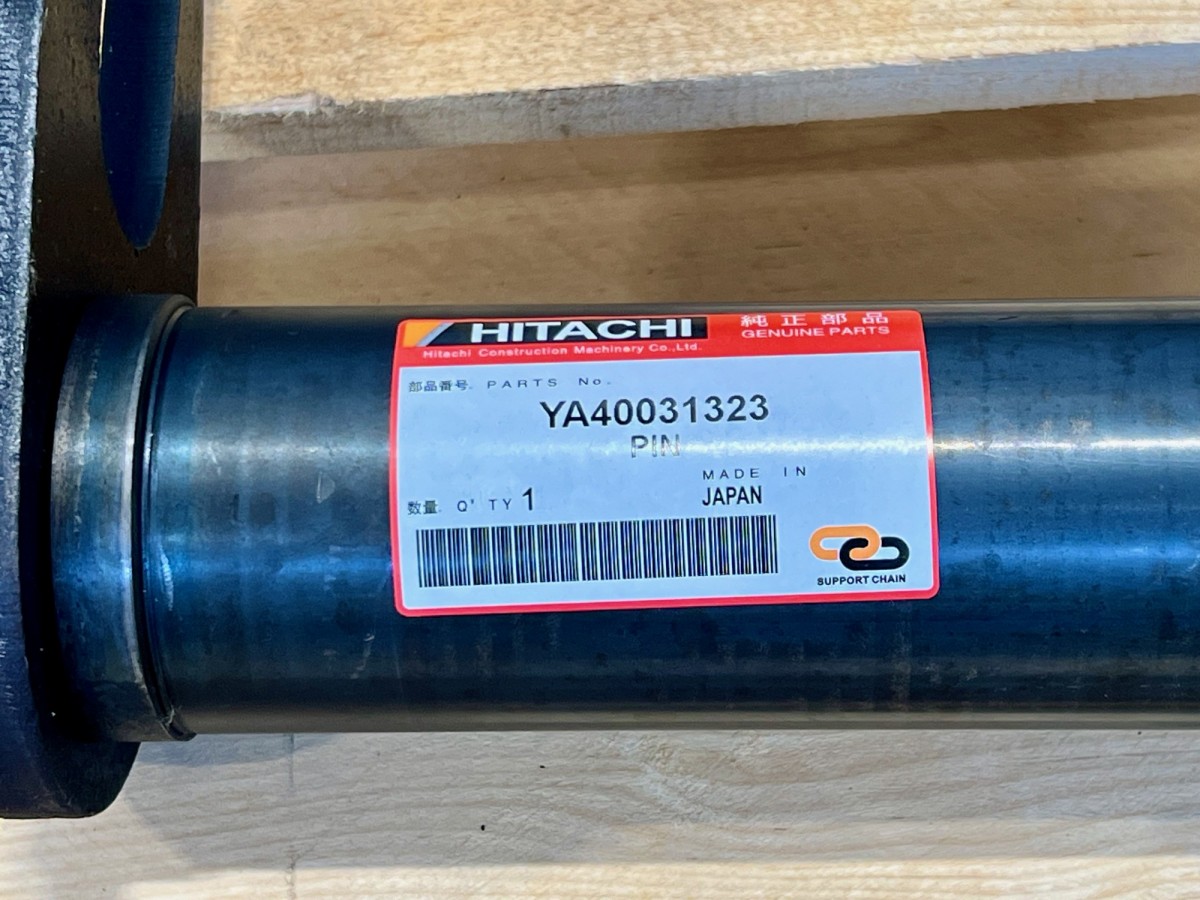 HITACHI
純正部品
GENUINE PARTS
Hitachi Construction Machinery Co.,Ltd.
部品番号. PARTS No.
YA40031323
PIN
MADE IN
JAPAN
数量. Q'TY 1
SUPPORT CHAIN